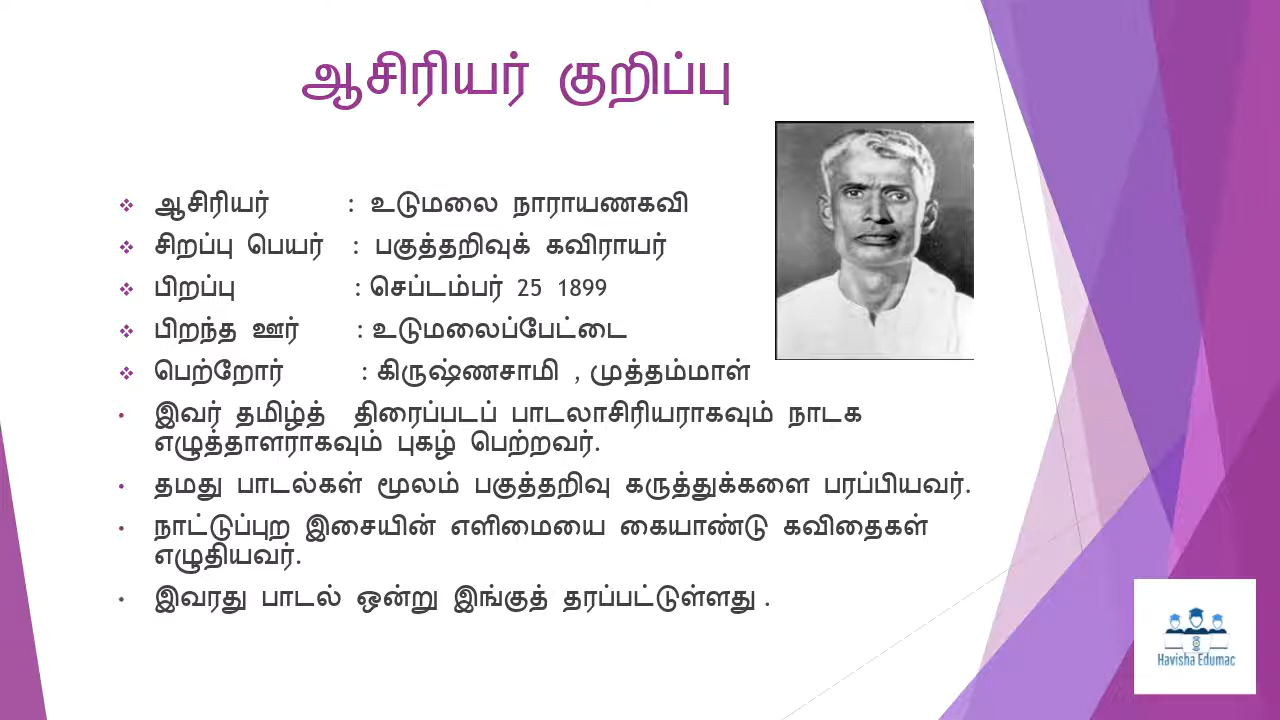 ஆசிரியர் குறிப்பு
ஆசிரியர் : உடுமலை நாராயணகவி
சிறப்பு பெயர் : பகுத்தறிவுக் கவிராயர்
பிறப்பு : செப்டம்பர் 25 1899
பிறந்த ஊர் : உடுமலைப்பேட்டை
பெற்றோர் : கிருஷ்ணசாமி , முத்தம்மாள்
இவர் தமிழ்த் திரைப்படப் பாடலாசிரியராகவும் நாடக
எழுத்தாளராகவும் புகழ் பெற்றவர்.
தமது பாடல்கள் மூலம் பகுத்தறிவு கருத்துக்களை பரப்பியவர்.
நாட்டுப்புற இசையின் எளிமையை கையாண்டு கவிதைகள்
எழுதியவர்.
இவரது பாடல் ஒன்று இங்குத் தரப்பட்டுள்ளது .
Havisha Edumac